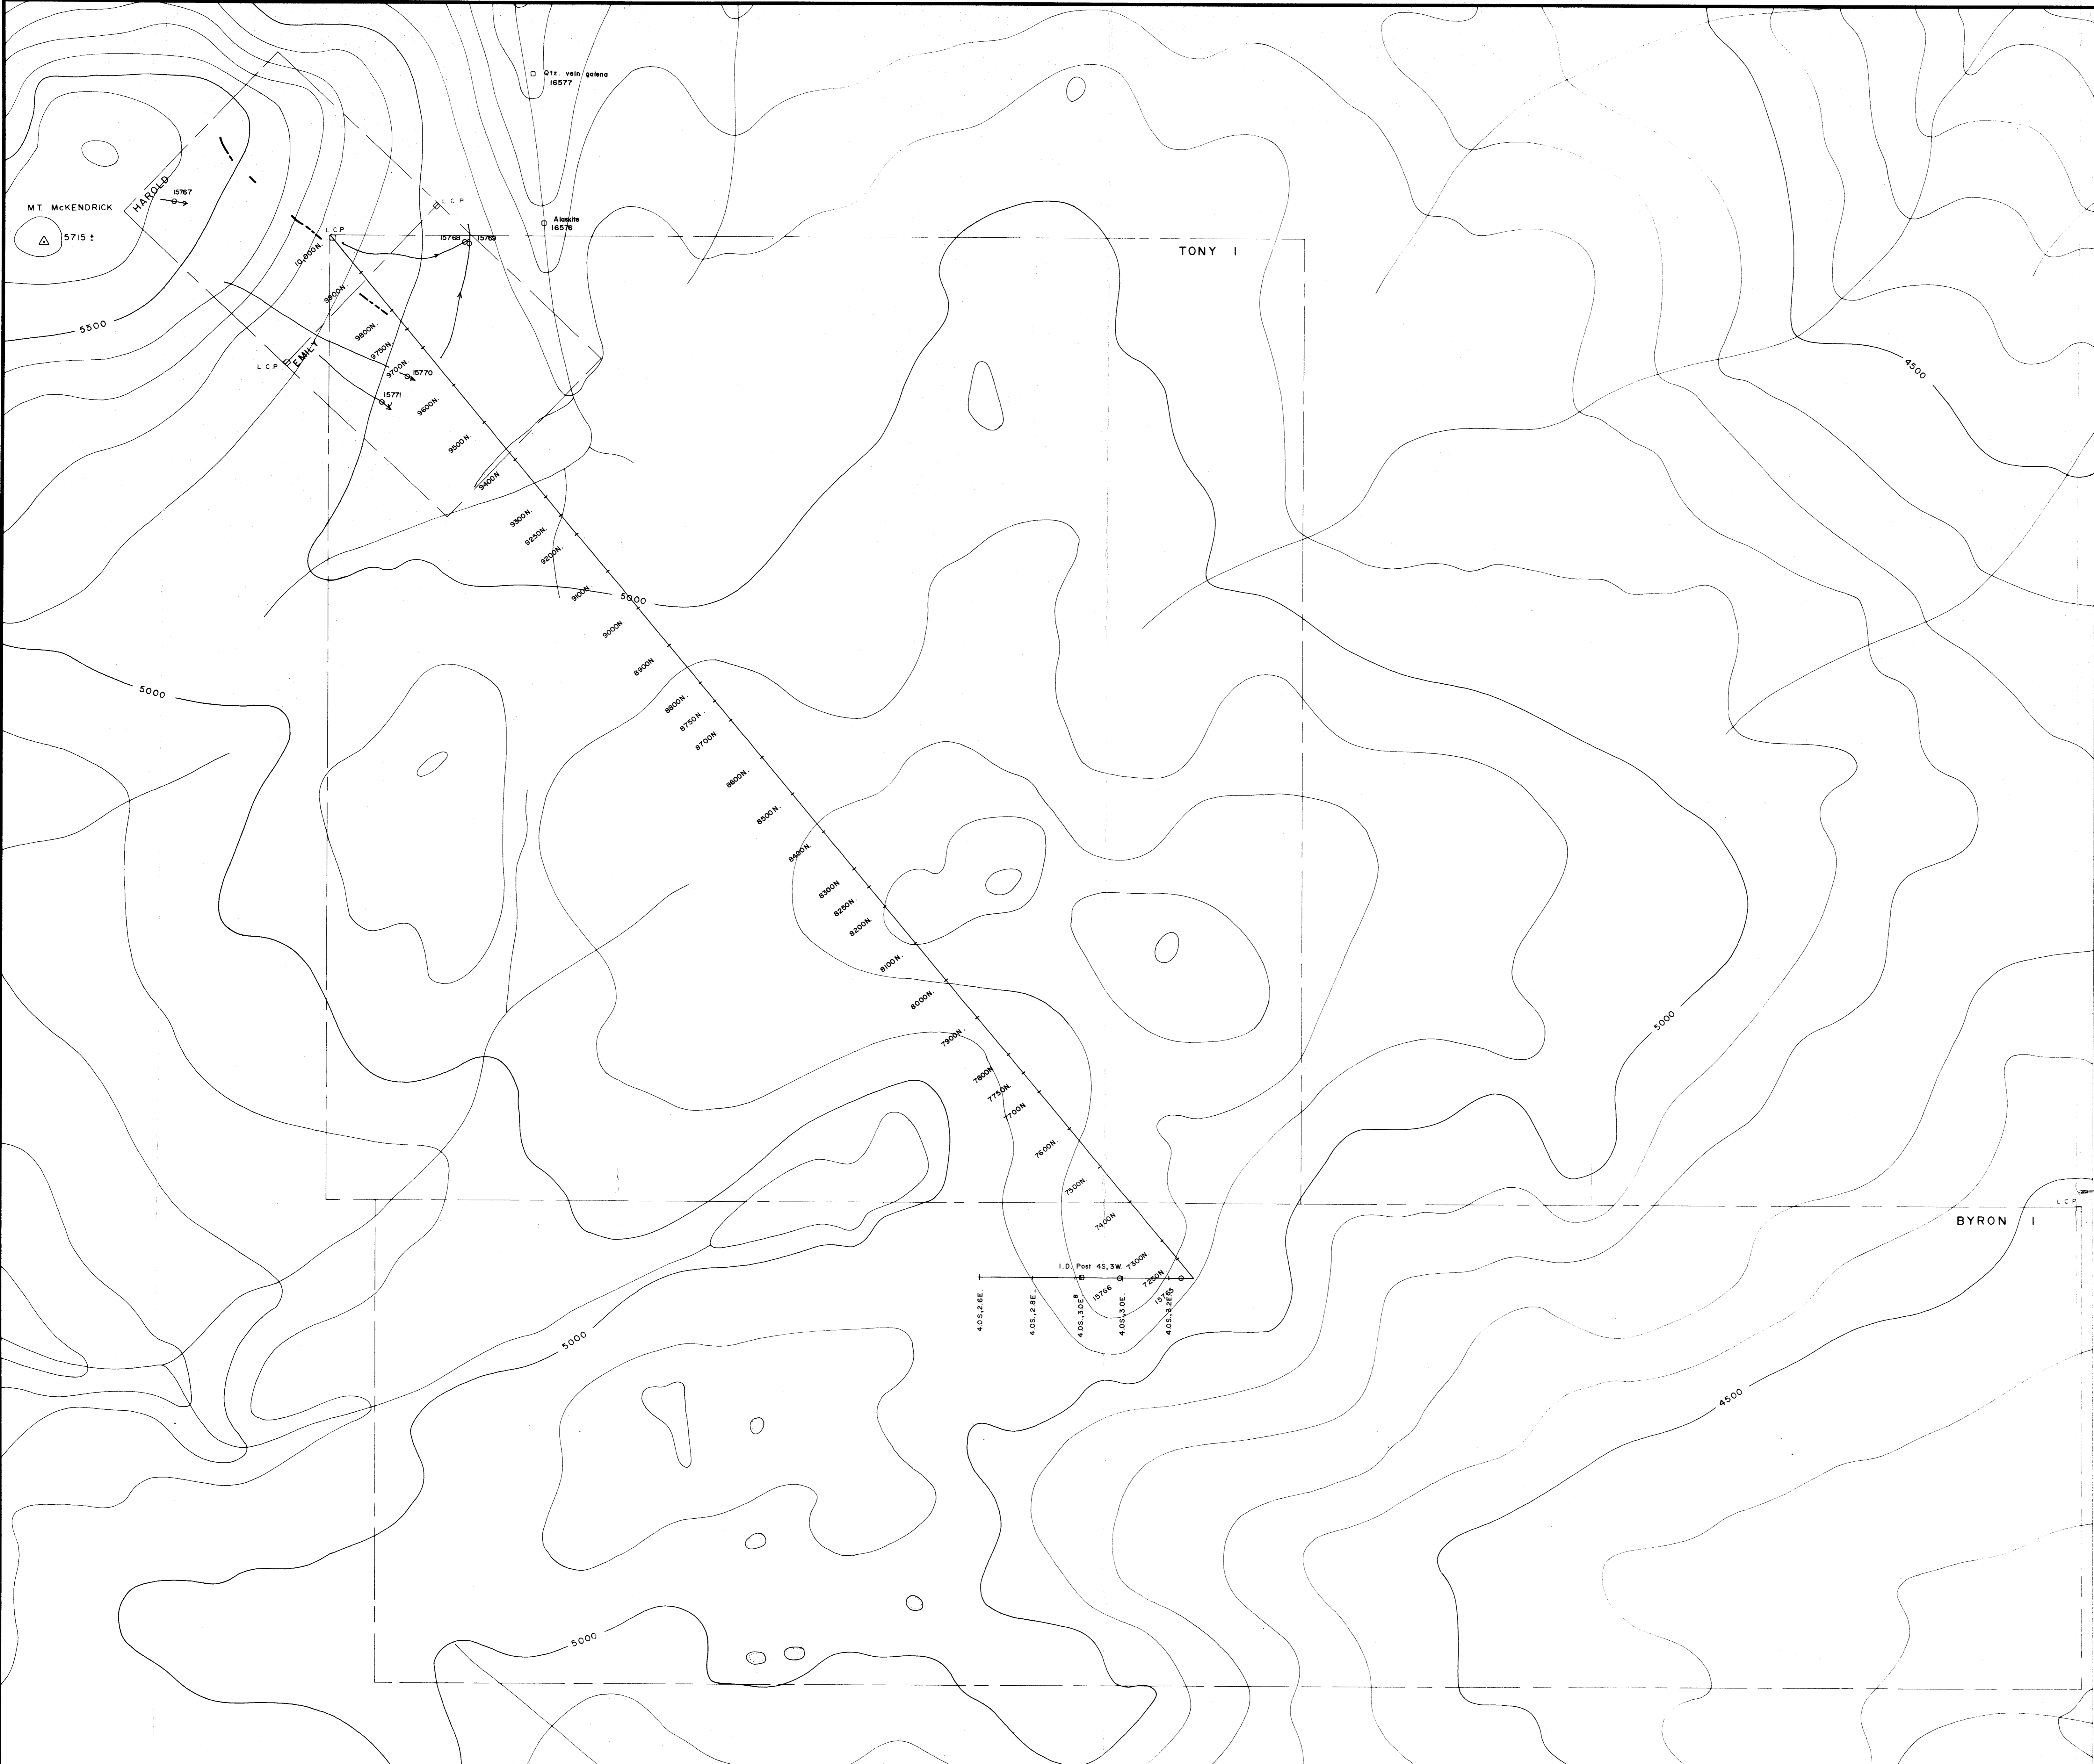 Qtz. vein galena
16577
HAROLD
15767
MT McKENDRICK
5715 ±
L C P
L C P
Alaskite
16576
15768
15769
TONY 1
10,000N.
9900N.
9800N.
9750N.
9700N.
15770
EMILY
L C P
15771
5500
4500
9600N.
9500N.
9400N
9300N.
9250N.
9200N.
9100N.
5000
9000N.
8900N
5000
8800N.
8750N.
8700N.
8600N.
8500N.
8400N.
8300N
8250N.
8200N.
8100N.
8000N.
5000
7900N.
7800N
7750N.
7700N
7600N.
7500N.
7400N
L C P
BYRON 1
7300N.
I.D. Post 4S, 3W.
7250N.
15766
15765
4.0S.,2.6E.
4.0S.,2.8E.
4.0S.,3.0E B
4.0S.,3.0E.
4.0S.,3.2E
5000
4500
5000